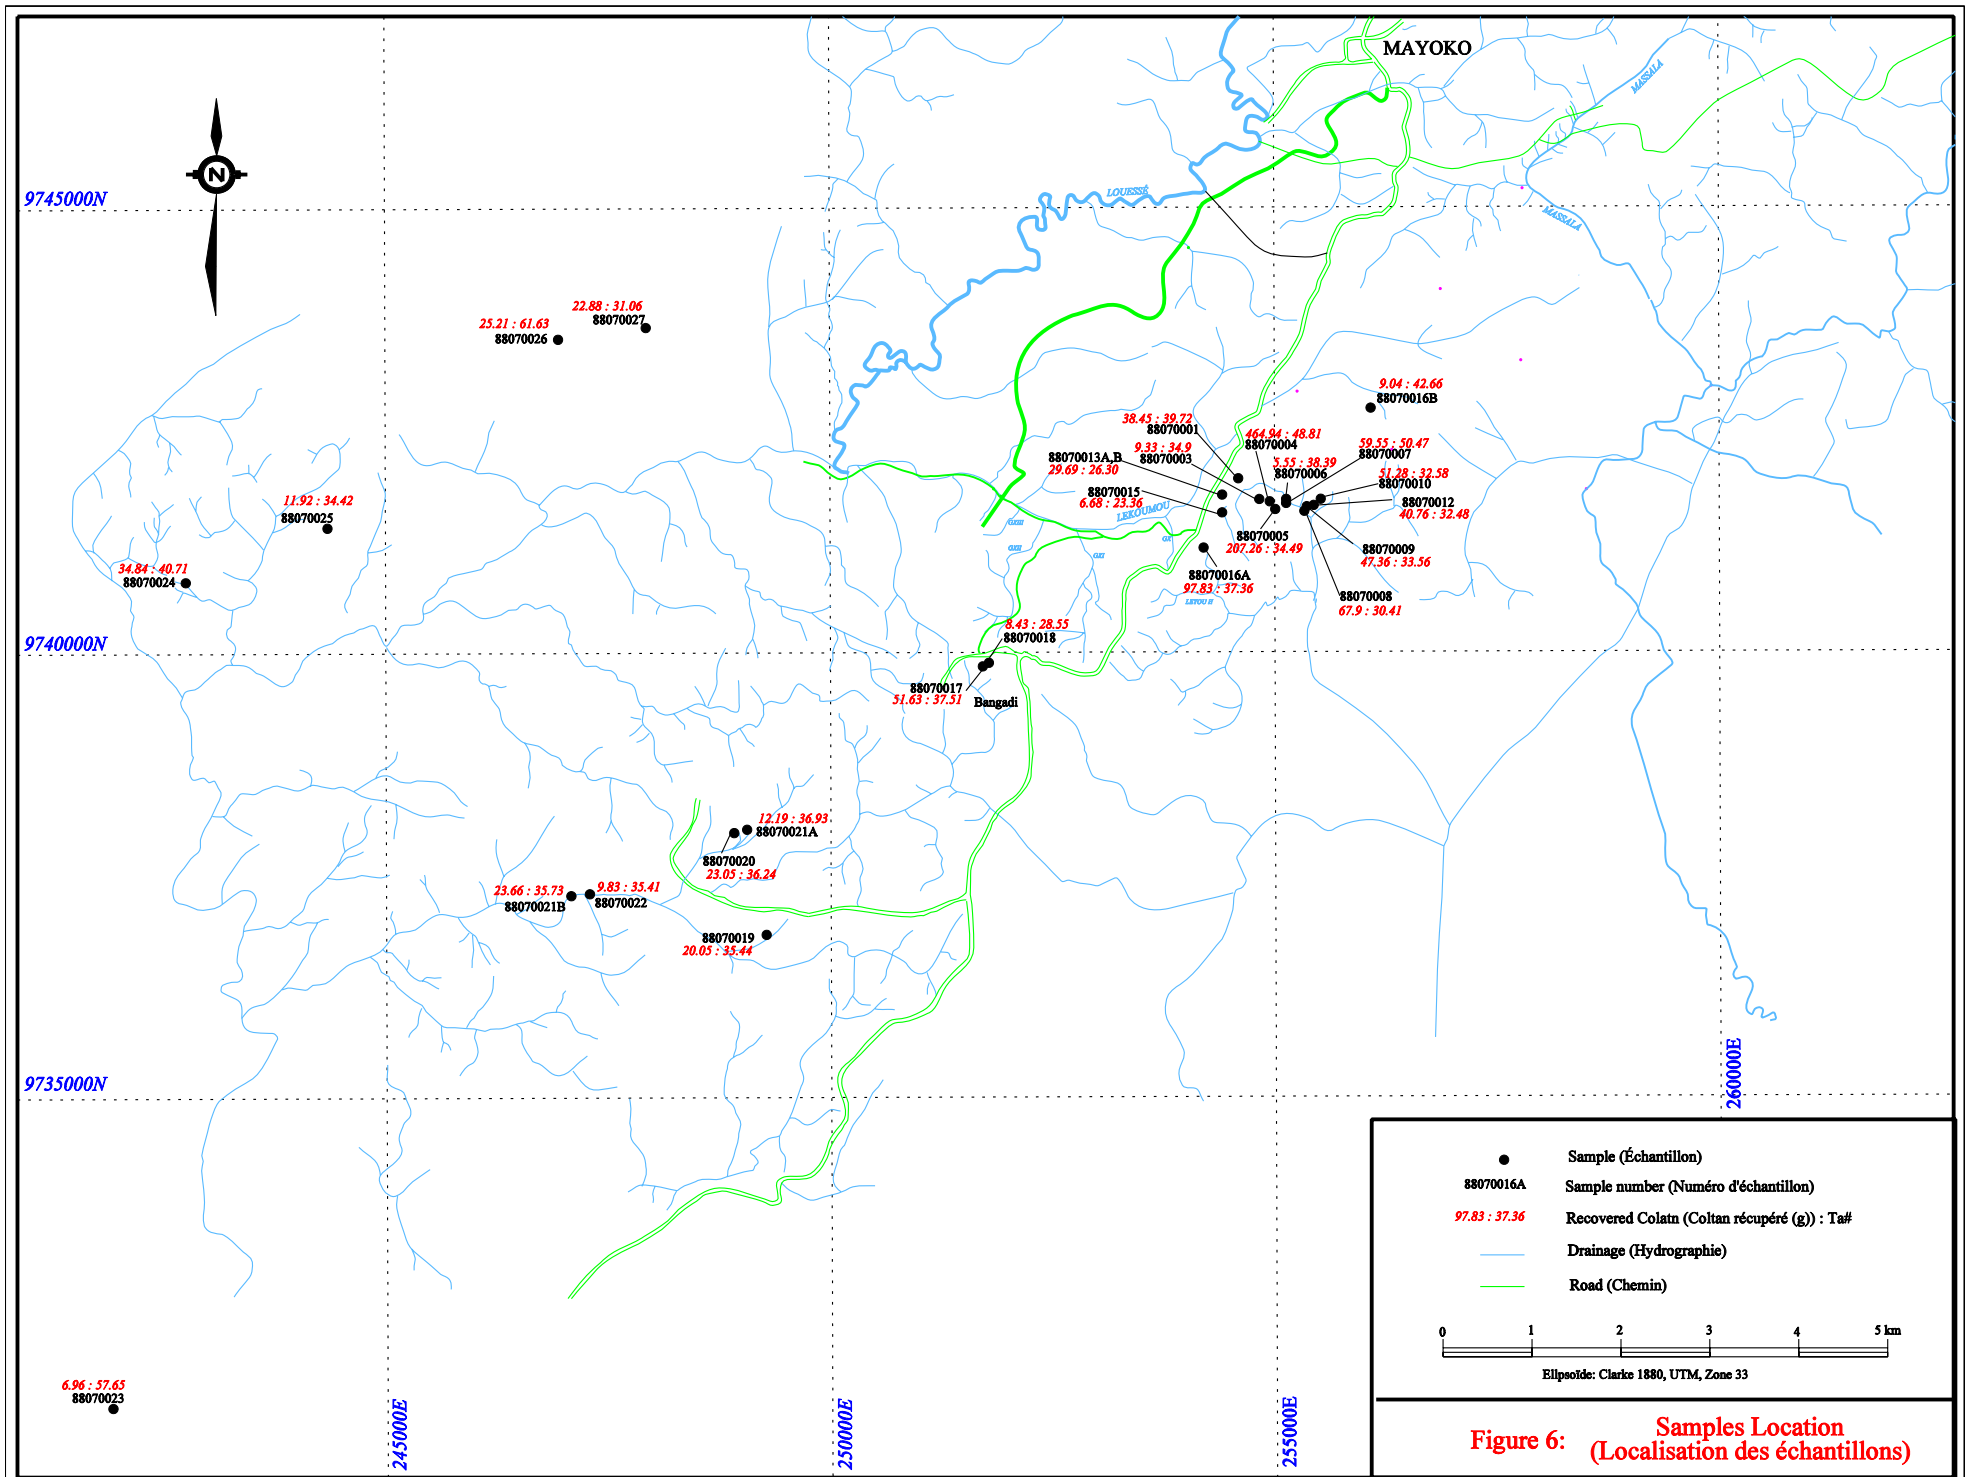 MAYOKO
MASSALA
9745000N
LOUESSÉ
MASSALA
22.88 : 31.06
88070027
25.21 : 61.63
88070026
9.04 : 42.66
88070016B
38.45 : 39.72
88070001
464.94 : 48.81
88070004
59.55 : 50.47
88070007
9.33 : 34.9
88070003
88070013A,B
29.69 : 26.30
5.55 : 38.39
88070006
51.28 : 32.58
88070010
88070015
6.68 : 23.36
88070012
40.76 : 32.48
11.92 : 34.42
88070025
LEKOUMOU
GXIII
GXII
GXI
GX
88070005
207.26 : 34.49
88070009
47.36 : 33.56
34.84 : 40.71
88070024
88070016A
97.83 : 37.36
LEYOU II
88070008
67.9 : 30.41
8.43 : 28.55
88070018
9740000N
88070017
51.63 : 37.51
Bangadi
12.19 : 36.93
88070021A
88070020
23.05 : 36.24
23.66 : 35.73
88070021B
9.83 : 35.41
88070022
88070019
20.05 : 35.44
9735000N
260000E
6.96 : 57.65
88070023
245000E
250000E
255000E
Sample (Échantillon)
88070016A
Sample number (Numéro d'échantillon)
97.83 : 37.36
Recovered Colatn (Coltan récupéré (g)) : Ta#
Drainage (Hydrographie)
Road (Chemin)
0 1 2 3 4 5 km
Ellpsoïde: Clarke 1880, UTM, Zone 33
Figure 6:
Samples Location
(Localisation des échantillons)
N